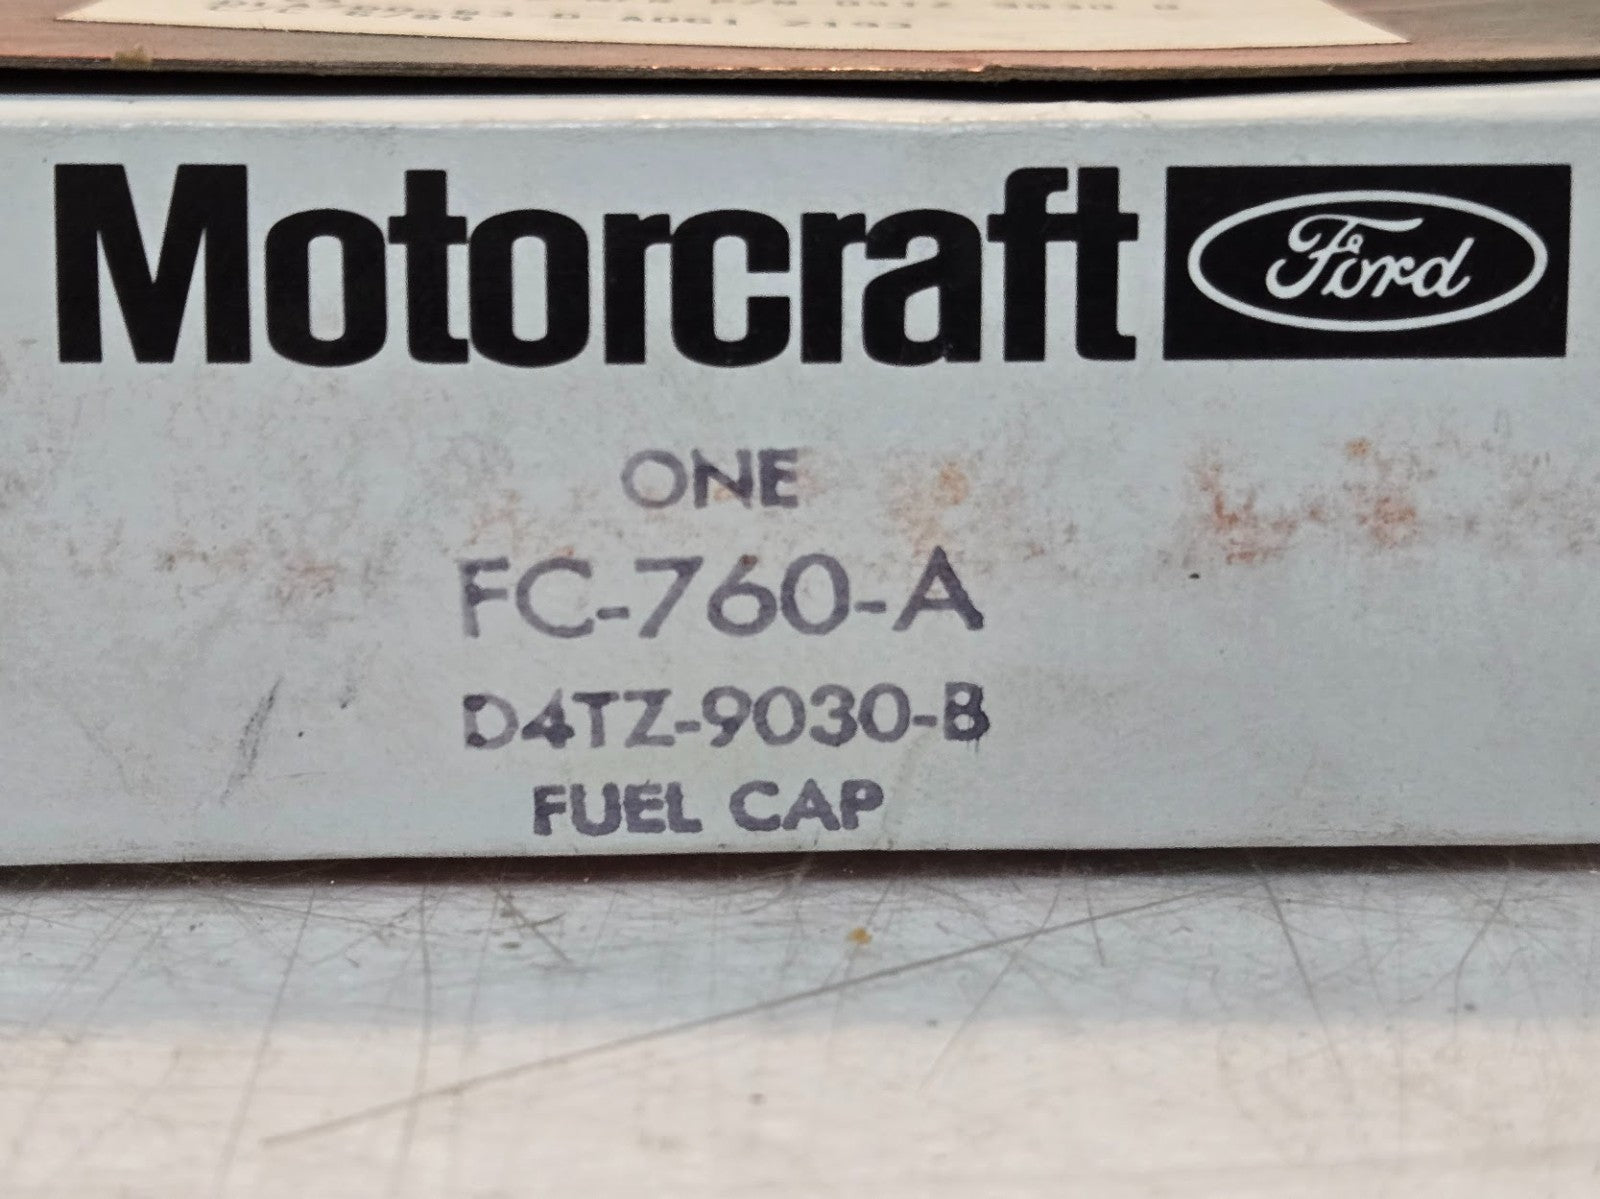 Motorcraft Ford
ONE
FC-760-A
D4TZ-9030-B
FUEL CAP